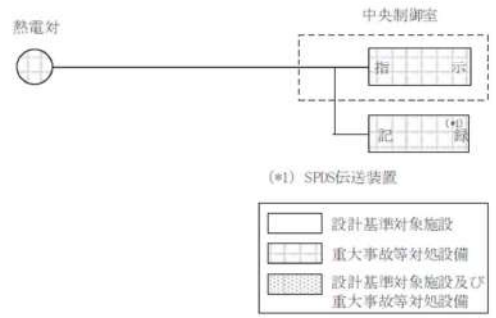 中央制御室
熱電対
指示
(*1)
記録
(*1) SPDS伝送装置
設計基準対象施設
重大事故等対処設備
設計基準対象施設及び
重大事故等対処設備